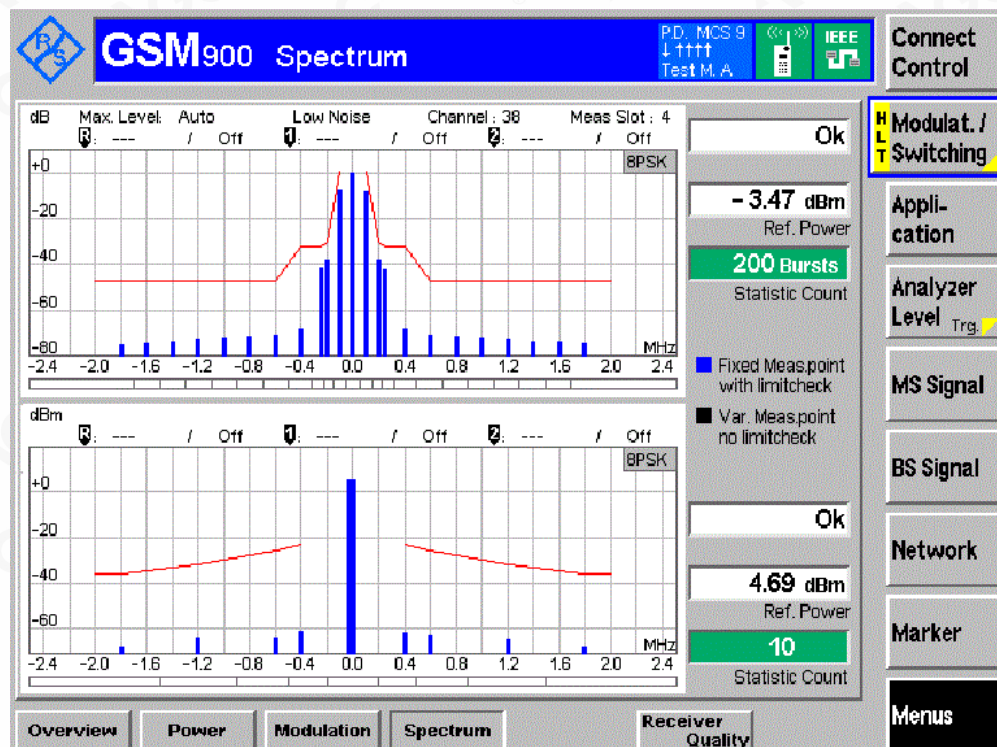 R/S
GSM900 Spectrum
P.D. MCS 9
↓ ↑↑↑↑
Test M. A
IEEE
Connect
Control
H L T
Modulat. /
Switching
Appli-
cation
Analyzer
Level Trg.
MS Signal
BS Signal
Network
Marker
Menus
dB Max. Level: Auto Low Noise Channel : 38 Meas Slot : 4
R: --- / Off 1: --- / Off 2: --- / Off
8PSK
+0
-20
-40
-60
-80
MHz
-2.4 -2.0 -1.6 -1.2 -0.8 -0.4 0.0 0.4 0.8 1.2 1.6 2.0 2.4
Ok
- 3.47 dBm
Ref. Power
200 Bursts
Statistic Count
Fixed Meas.point
with limitcheck
Var. Meas.point
no limitcheck
dBm
R: --- / Off 1: --- / Off 2: --- / Off
8PSK
+0
-20
-40
-60
MHz
-2.4 -2.0 -1.6 -1.2 -0.8 -0.4 0.0 0.4 0.8 1.2 1.6 2.0 2.4
Ok
4.69 dBm
Ref. Power
10
Statistic Count
Overview Power Modulation Spectrum Receiver
Quality